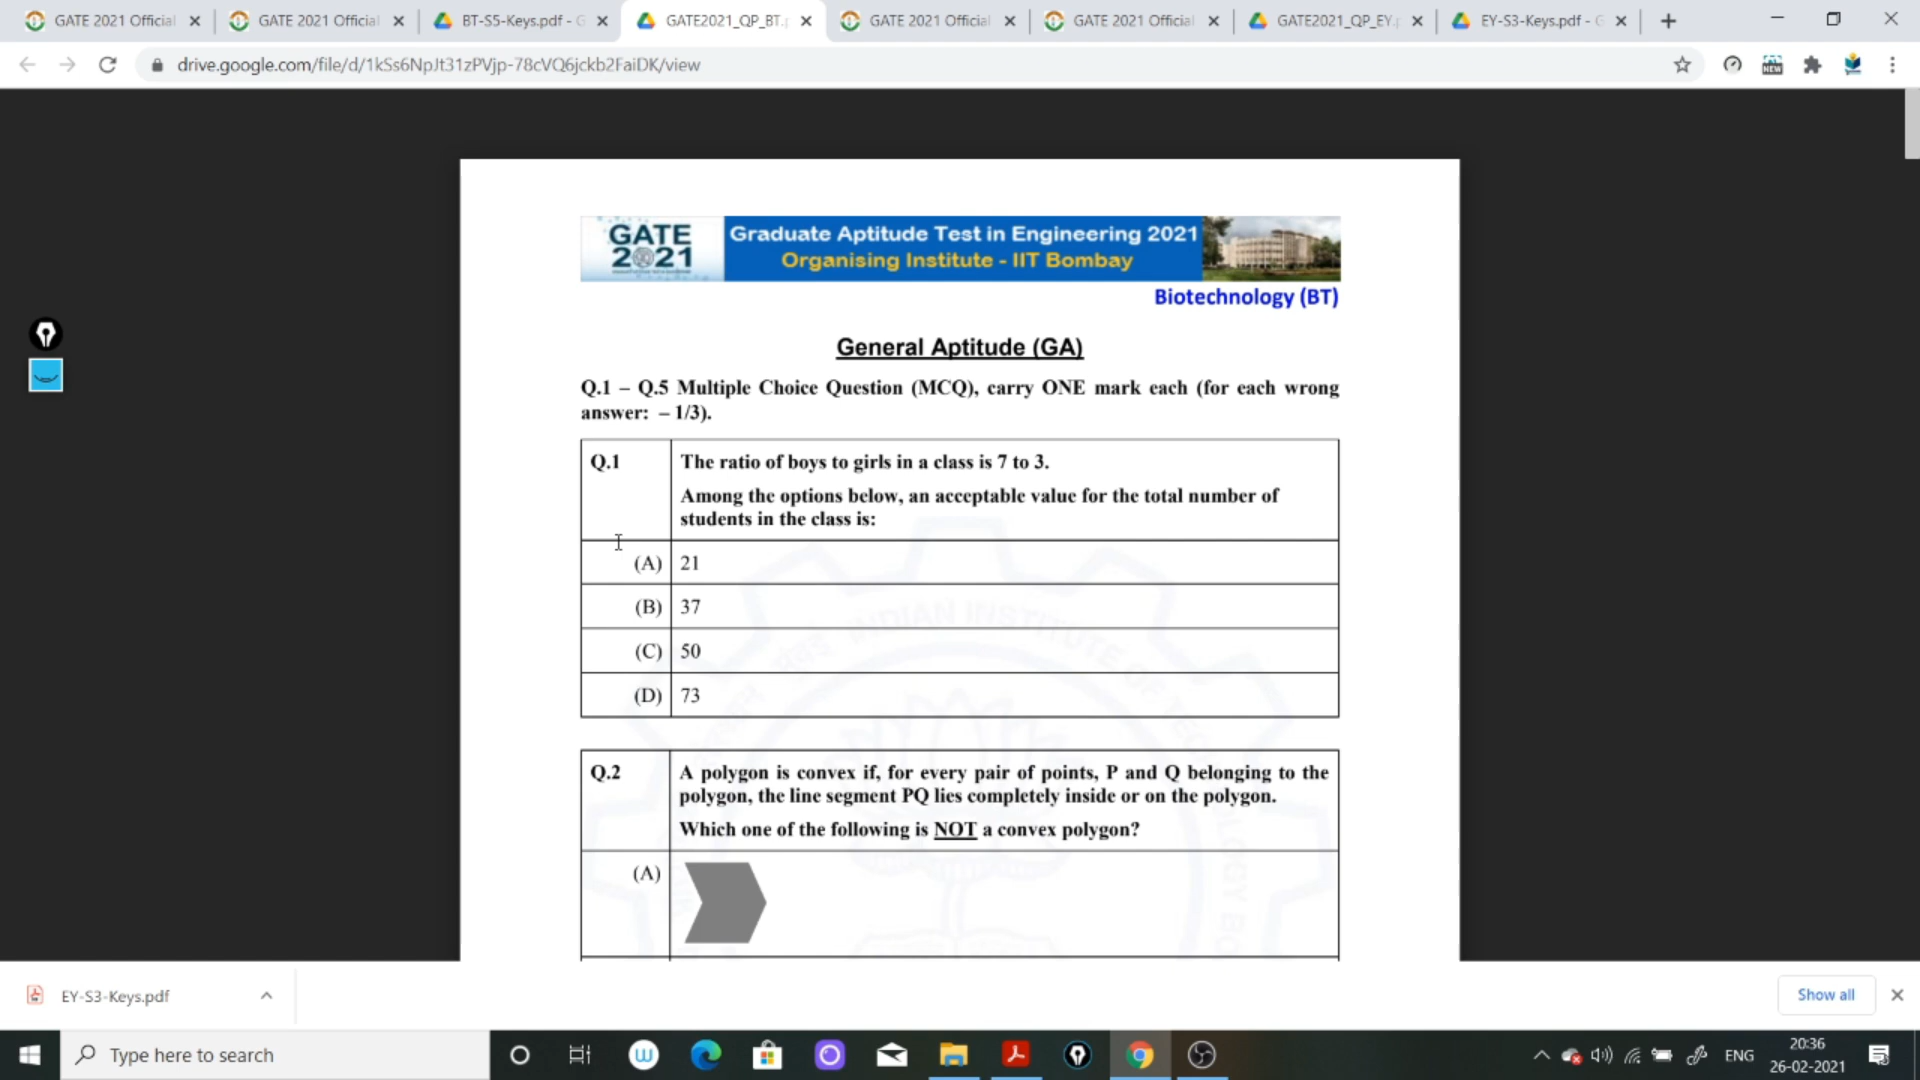 GATE 2021 Official
GATE 2021 Official
BT-S5-Keys.pdf - G
GATE2021_QP_BT.
GATE 2021 Official
GATE 2021 Official
GATE2021_QP_EY.
EY-S3-Keys.pdf - G
drive.google.com/file/d/1kSs6NpJt31zPVjp-78cVQ6jckb2FaiDK/view
NEW
GATE
2021
Graduate Aptitude Test in Engineering 2021
Organising Institute - IIT Bombay
Biotechnology (BT)
General Aptitude (GA)
Q.1 – Q.5 Multiple Choice Question (MCQ), carry ONE mark each (for each wrong
answer: – 1/3).
Q.1 The ratio of boys to girls in a class is 7 to 3.
Among the options below, an acceptable value for the total number of
students in the class is:
(A) 21
(B) 37
(C) 50
(D) 73
INDIAN INSTITUTE OF TECHNOLOGY BO
Q.2 A polygon is convex if, for every pair of points, P and Q belonging to the
polygon, the line segment PQ lies completely inside or on the polygon.
Which one of the following is NOT a convex polygon?
(A)
EY-S3-Keys.pdf
Show all
Type here to search
ENG
20:36
26-02-2021